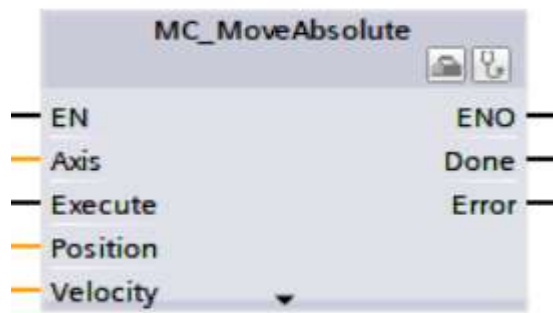 MC_MoveAbsolute
EN ENO
Axis Done
Execute Error
Position
Velocity